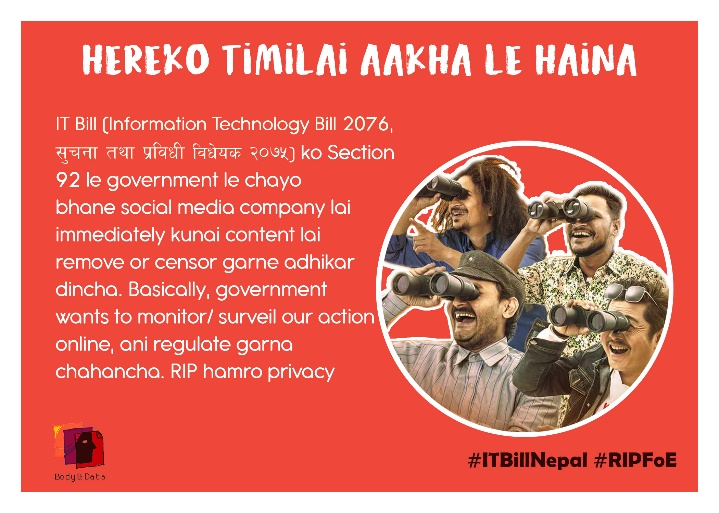 HEREKO TIMILAI AAKHA LE HAINA
IT Bill (Information Technology Bill 2076,
सुचना तथा प्रविधी विधेयक २०७५) ko Section
92 le government le chayo
bhane social media company lai
immediately kunai content lai
remove or censor garne adhikar
dincha. Basically, government
wants to monitor/ surveil our action
online, ani regulate garna
chahancha. RIP hamro privacy
Body & Data
#ITBillNepal #RIPFoE